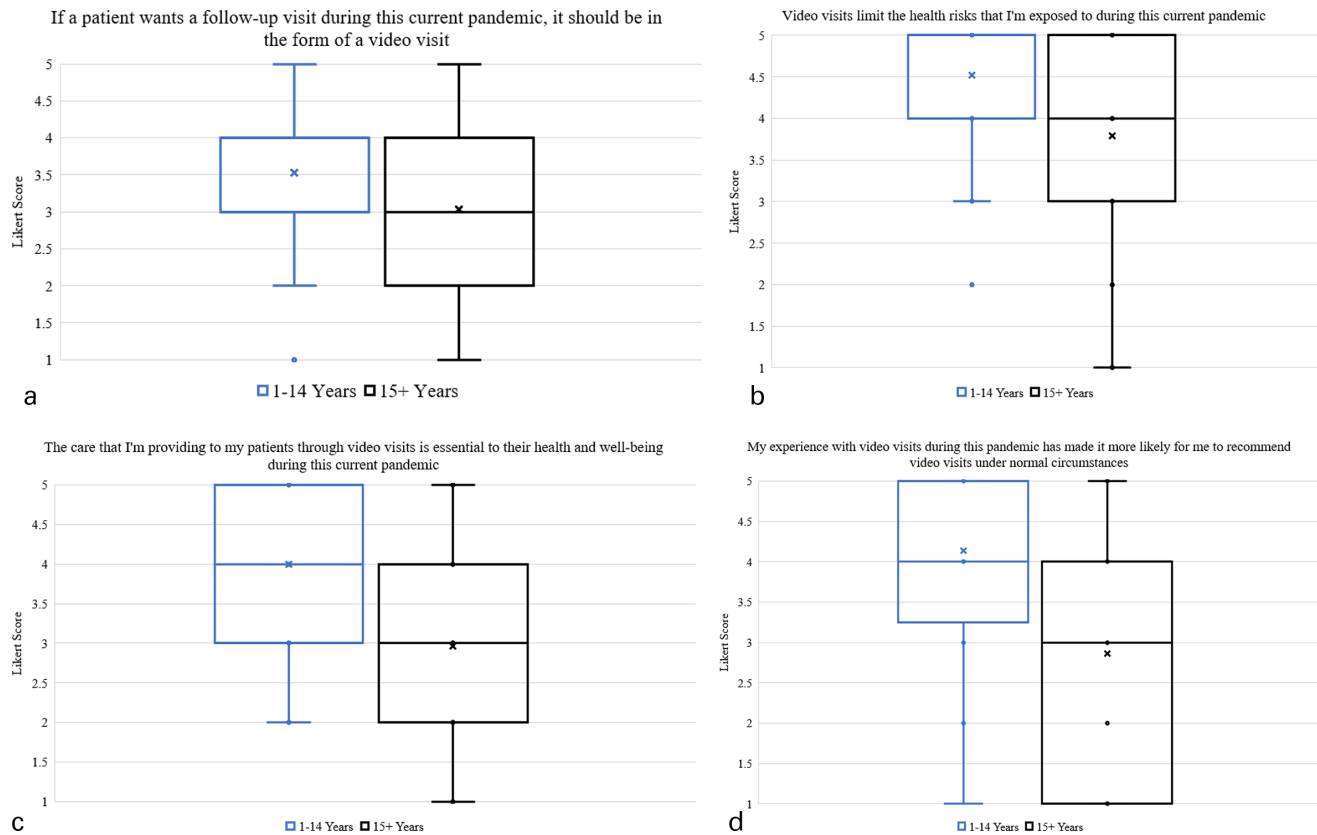 If a patient wants a follow-up visit during this current pandemic, it should be in
the form of a video visit
5
4.5
4
3.5
3
2.5
2
1.5
1
Likert Score
1-14 Years 15+ Years
a
Video visits limit the health risks that I'm exposed to during this current pandemic
5
4.5
4
3.5
3
2.5
2
1.5
1
Likert Score
1-14 Years 15+ Years
b
The care that I'm providing to my patients through video visits is essential to their health and well-being
during this current pandemic
5
4.5
4
3.5
3
2.5
2
1.5
1
Likert Score
1-14 Years 15+ Years
c
My experience with video visits during this pandemic has made it more likely for me to recommend
video visits under normal circumstances
5
4.5
4
3.5
3
2.5
2
1.5
1
Likert Score
1-14 Years 15+ Years
d